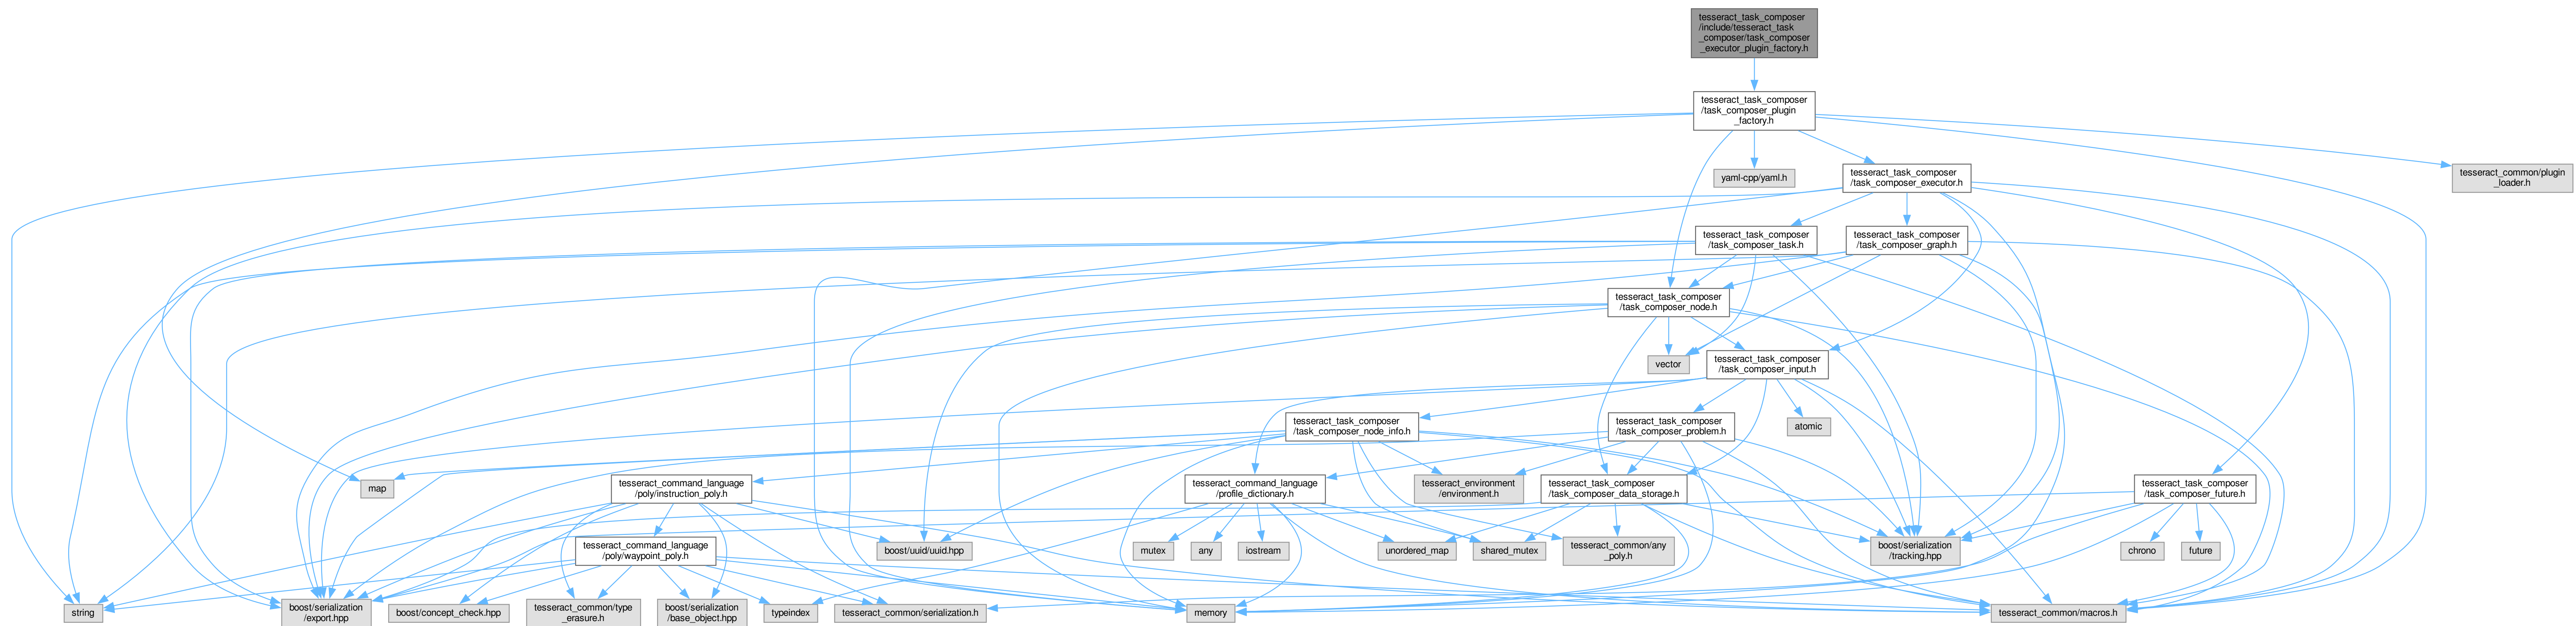 tesseract_task_composer
/include/tesseract_task
_composer/task_composer
_executor_plugin_factory.h
tesseract_task_composer
/task_composer_plugin
_factory.h
yaml-cpp/yaml.h
tesseract_task_composer
/task_composer_executor.h
tesseract_common/plugin
_loader.h
tesseract_task_composer
/task_composer_task.h
tesseract_task_composer
/task_composer_graph.h
tesseract_task_composer
/task_composer_node.h
vector
tesseract_task_composer
/task_composer_input.h
tesseract_task_composer
/task_composer_node_info.h
tesseract_task_composer
/task_composer_problem.h
atomic
map
tesseract_command_language
/poly/instruction_poly.h
tesseract_command_language
/profile_dictionary.h
tesseract_environment
/environment.h
tesseract_task_composer
/task_composer_data_storage.h
tesseract_task_composer
/task_composer_future.h
tesseract_command_language
/poly/waypoint_poly.h
boost/uuid/uuid.hpp
mutex
any
iostream
unordered_map
shared_mutex
tesseract_common/any
_poly.h
boost/serialization
/tracking.hpp
chrono
future
string
boost/serialization
/export.hpp
boost/concept_check.hpp
tesseract_common/type
_erasure.h
boost/serialization
/base_object.hpp
typeindex
tesseract_common/serialization.h
memory
tesseract_common/macros.h